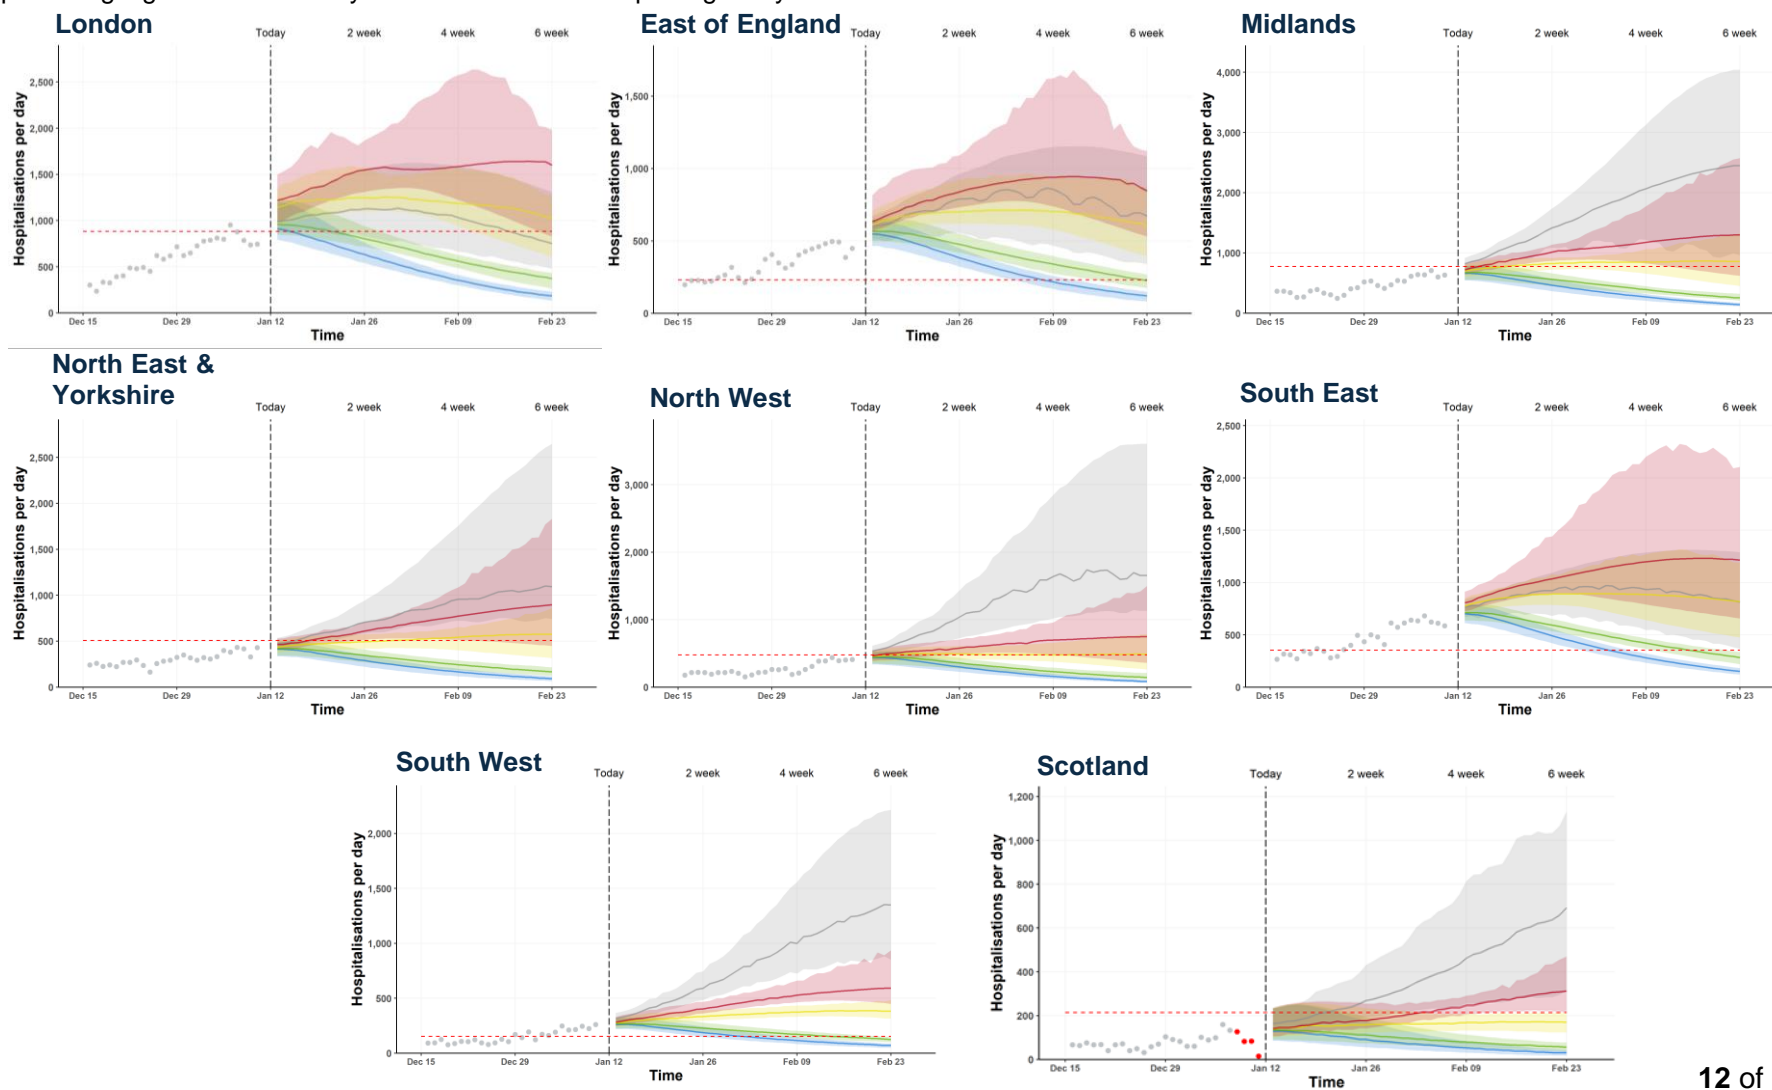 London
Today 2 week 4 week 6 week
Hospitalisations per day
2,500
2,000
1,500
1,000
500
0
Dec 15 Dec 29 Jan 12 Jan 26 Feb 09 Feb 23
Time
East of England
Today 2 week 4 week 6 week
Hospitalisations per day
1,500
1,000
500
0
Dec 15 Dec 29 Jan 12 Jan 26 Feb 09 Feb 23
Time
Midlands
Today 2 week 4 week 6 week
Hospitalisations per day
4,000
3,000
2,000
1,000
0
Dec 15 Dec 29 Jan 12 Jan 26 Feb 09 Feb 23
Time
North East &
Yorkshire
Today 2 week 4 week 6 week
Hospitalisations per day
2,500
2,000
1,500
1,000
500
0
Dec 15 Dec 29 Jan 12 Jan 26 Feb 09 Feb 23
Time
North West
Today 2 week 4 week 6 week
Hospitalisations per day
3,000
2,000
1,000
0
Dec 15 Dec 29 Jan 12 Jan 26 Feb 09 Feb 23
Time
South East
Today 2 week 4 week 6 week
Hospitalisations per day
2,500
2,000
1,500
1,000
500
0
Dec 15 Dec 29 Jan 12 Jan 26 Feb 09 Feb 23
Time
South West
Today 2 week 4 week 6 week
Hospitalisations per day
2,000
1,500
1,000
500
0
Dec 15 Dec 29 Jan 12 Jan 26 Feb 09 Feb 23
Time
Scotland
Today 2 week 4 week 6 week
Hospitalisations per day
1,200
1,000
800
600
400
200
0
Dec 15 Dec 29 Jan 12 Jan 26 Feb 09 Feb 23
Time
12 of